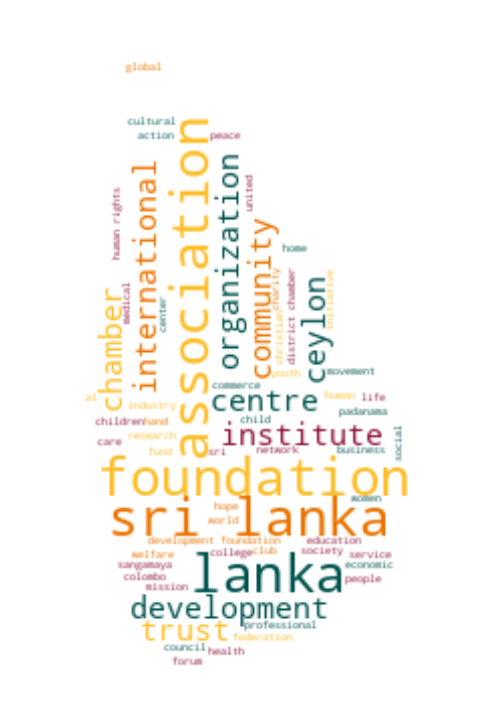 global
cultural
action
peace
association
organization
international
human rights
united
community
home
charity
christian
district chamber
initiative
ceylon
medical
center
chamber
youth
movement
commerce
centre
al
industry
human
life
padanama
children
hand
child
institute
social
care
research
fund
sri
network
business
foundation
women
hope
sri lanka
world
development foundation
education
welfare
college
club
society
service
sangamaya
lanka
economic
colombo
people
mission
development
professional
trust
federation
council
health
forum